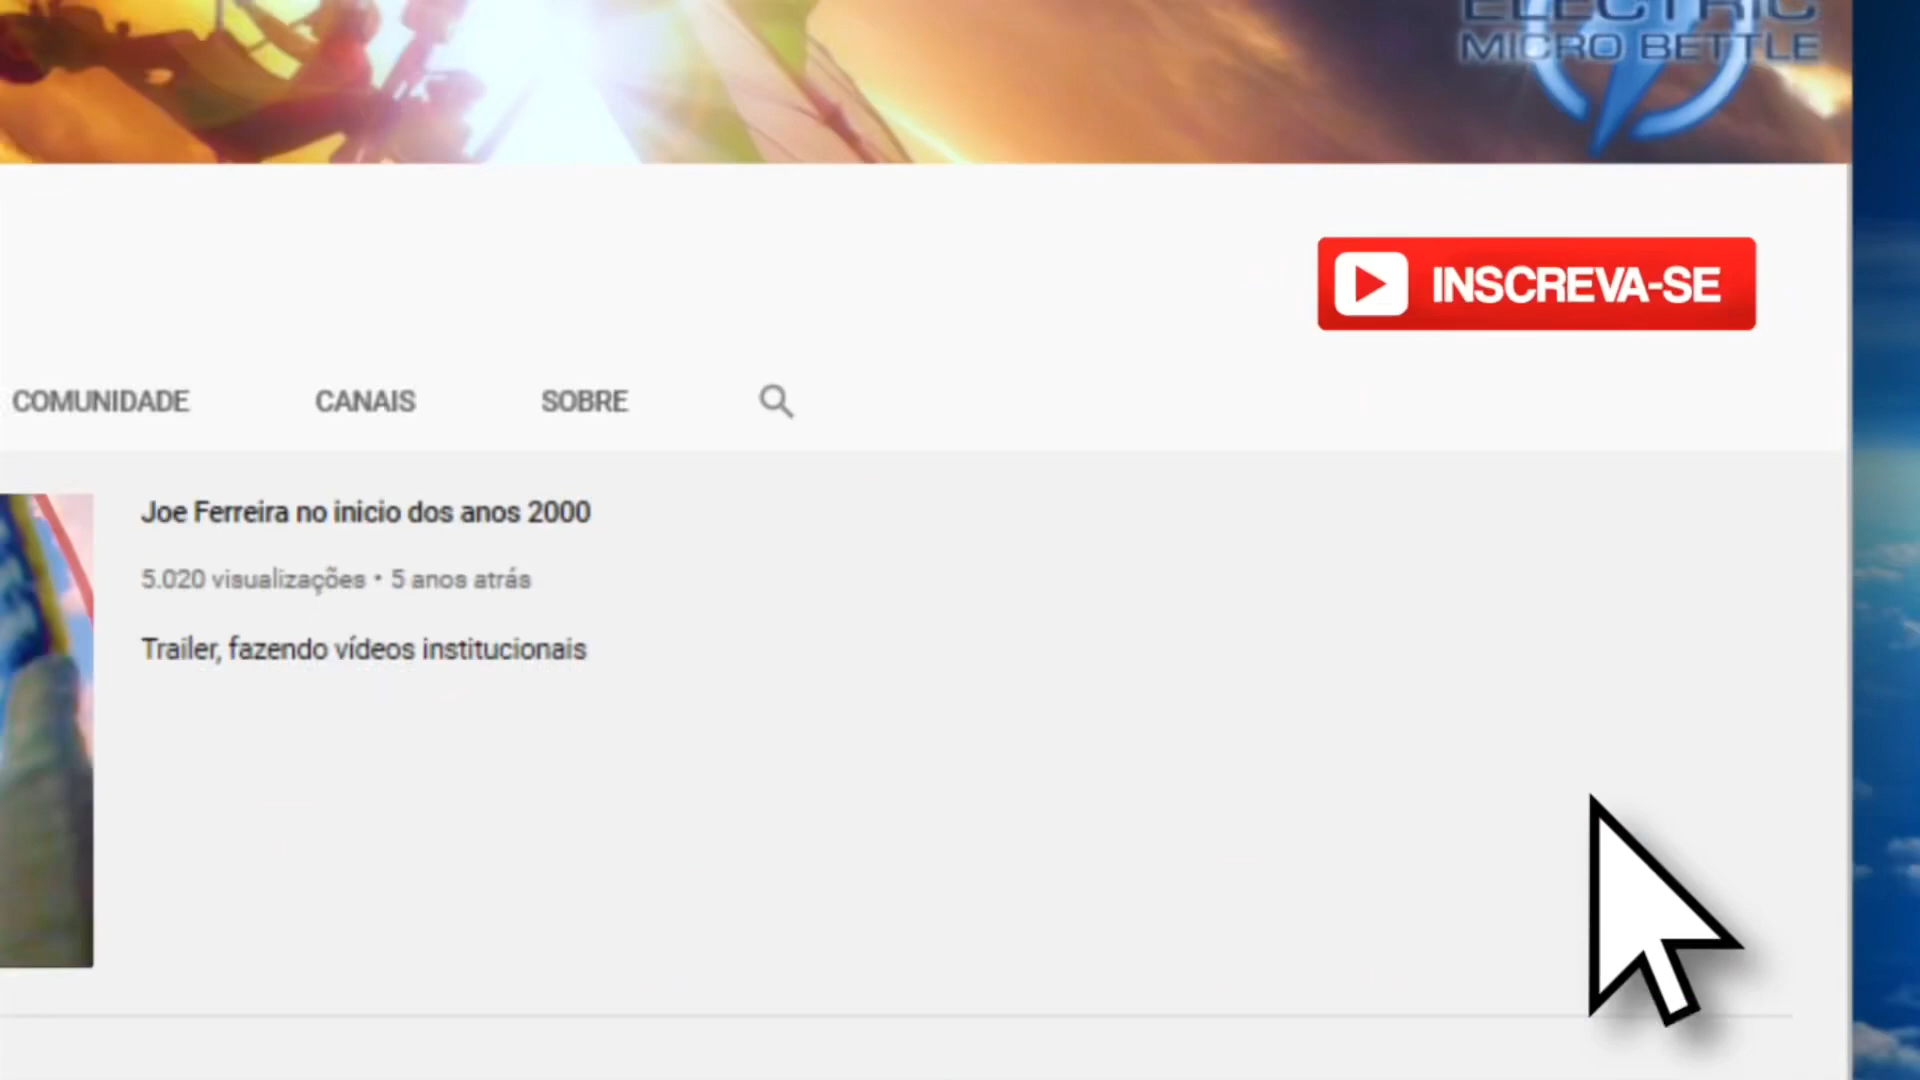 ELECTRIC
MICRO BETTLE
INSCREVA-SE
COMUNIDADE CANAIS SOBRE
Joe Ferreira no inicio dos anos 2000
5.020 visualizações • 5 anos atrás
Trailer, fazendo vídeos institucionais